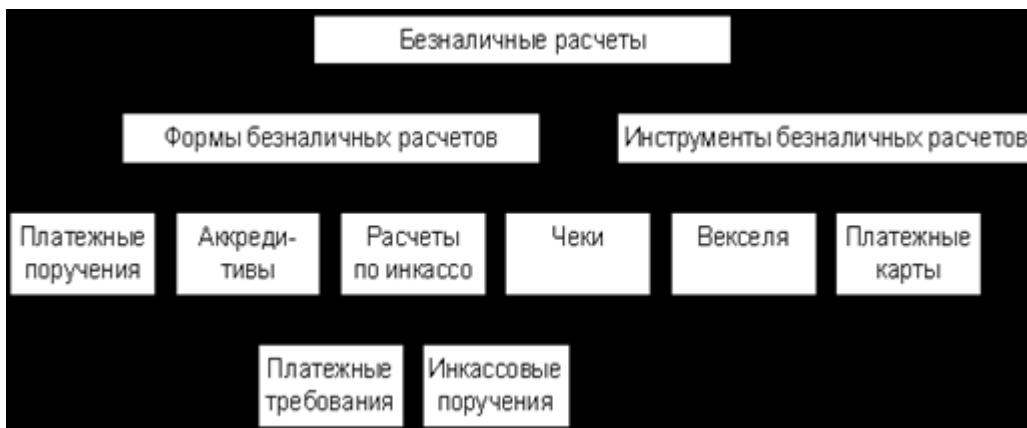 Безналичные расчеты
Формы безналичных расчетов
Инструменты безналичных расчетов
Платежные
поручения
Аккреди-
тивы
Расчеты
по инкассо
Чеки
Векселя
Платежные
карты
Платежные
требования
Инкассовые
поручения